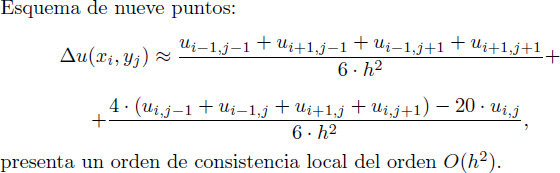 Esquema de nueve puntos:
Δu(x_i, y_j) ≈ \frac{u_{i−1,j−1} + u_{i+1,j−1} + u_{i−1,j+1} + u_{i+1,j+1}}{6 · h^2} +
+ \frac{4 · (u_{i,j−1} + u_{i−1,j} + u_{i+1,j} + u_{i,j+1}) − 20 · u_{i,j}}{6 · h^2},
presenta un orden de consistencia local del orden O(h^2).